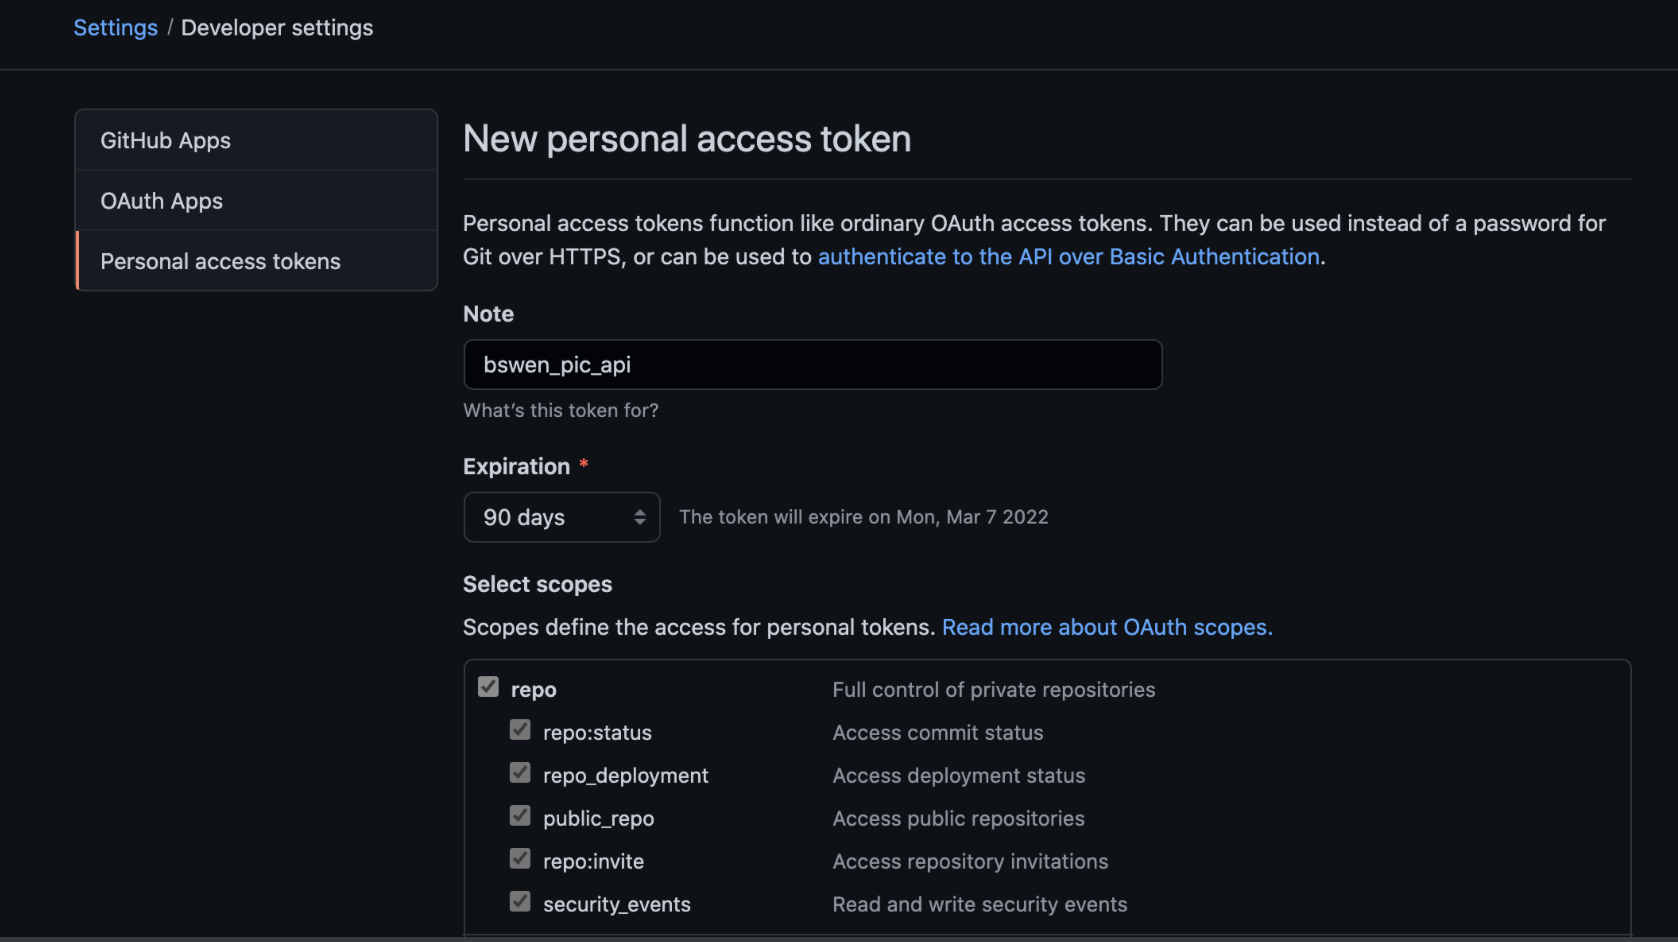 Settings / Developer settings
GitHub Apps
OAuth Apps
Personal access tokens
New personal access token
Personal access tokens function like ordinary OAuth access tokens. They can be used instead of a password for
Git over HTTPS, or can be used to authenticate to the API over Basic Authentication.
Note
bswen_pic_api
What's this token for?
Expiration *
90 days The token will expire on Mon, Mar 7 2022
Select scopes
Scopes define the access for personal tokens. Read more about OAuth scopes.
repo Full control of private repositories
repo:status Access commit status
repo_deployment Access deployment status
public_repo Access public repositories
repo:invite Access repository invitations
security_events Read and write security events